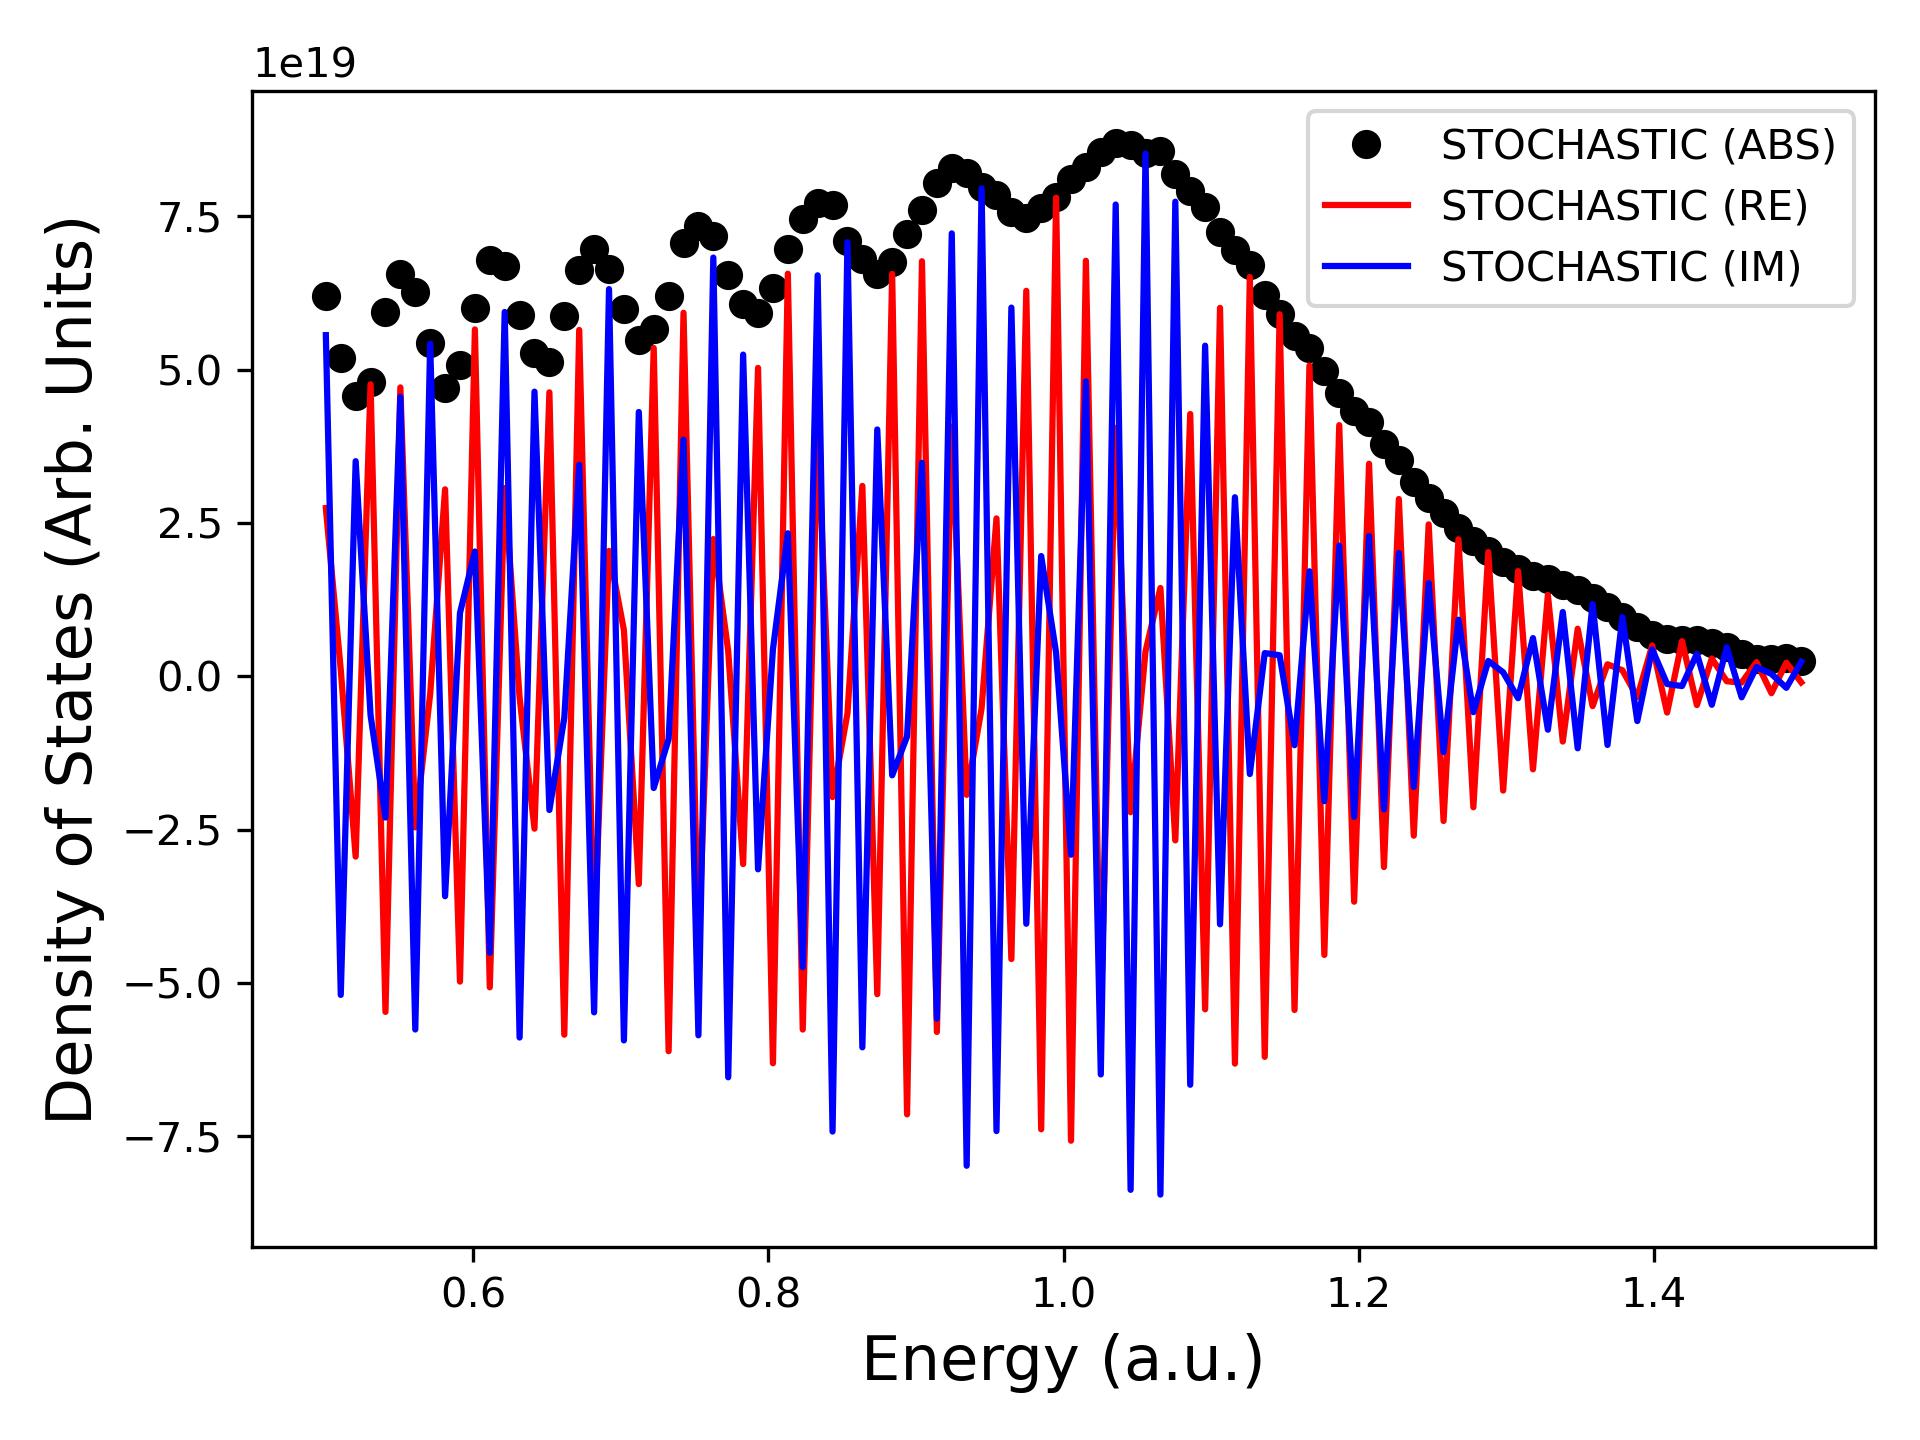 1e19
STOCHASTIC (ABS)
STOCHASTIC (RE)
STOCHASTIC (IM)
Density of States (Arb. Units)
7.5
5.0
2.5
0.0
−2.5
−5.0
−7.5
0.6 0.8 1.0 1.2 1.4
Energy (a.u.)